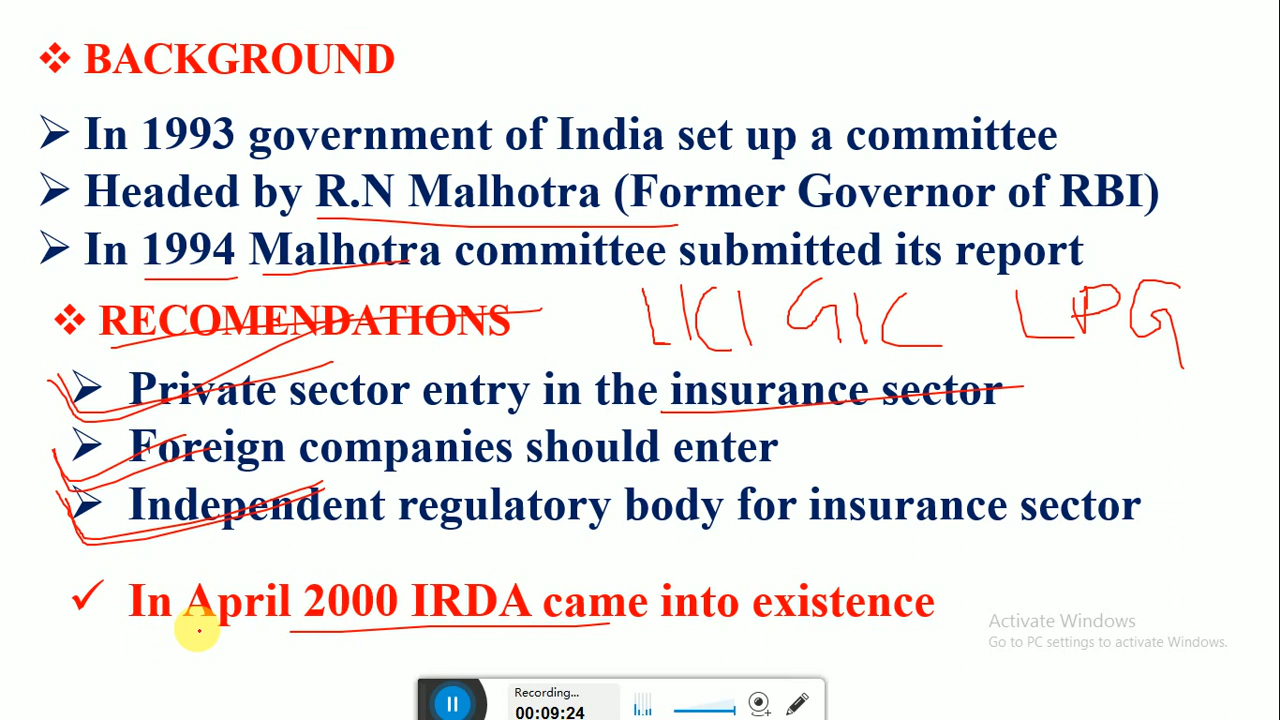 ❖ BACKGROUND
➢ In 1993 government of India set up a committee
➢ Headed by R.N Malhotra (Former Governor of RBI)
➢ In 1994 Malhotra committee submitted its report
❖ RECOMENDATIONS
GIC LPG
➢ Private sector entry in the insurance sector
➢ Foreign companies should enter
➢ Independent regulatory body for insurance sector
✓ In April 2000 IRDA came into existence
Activate Windows
Go to PC settings to activate Windows.
Recording...
00:09:24